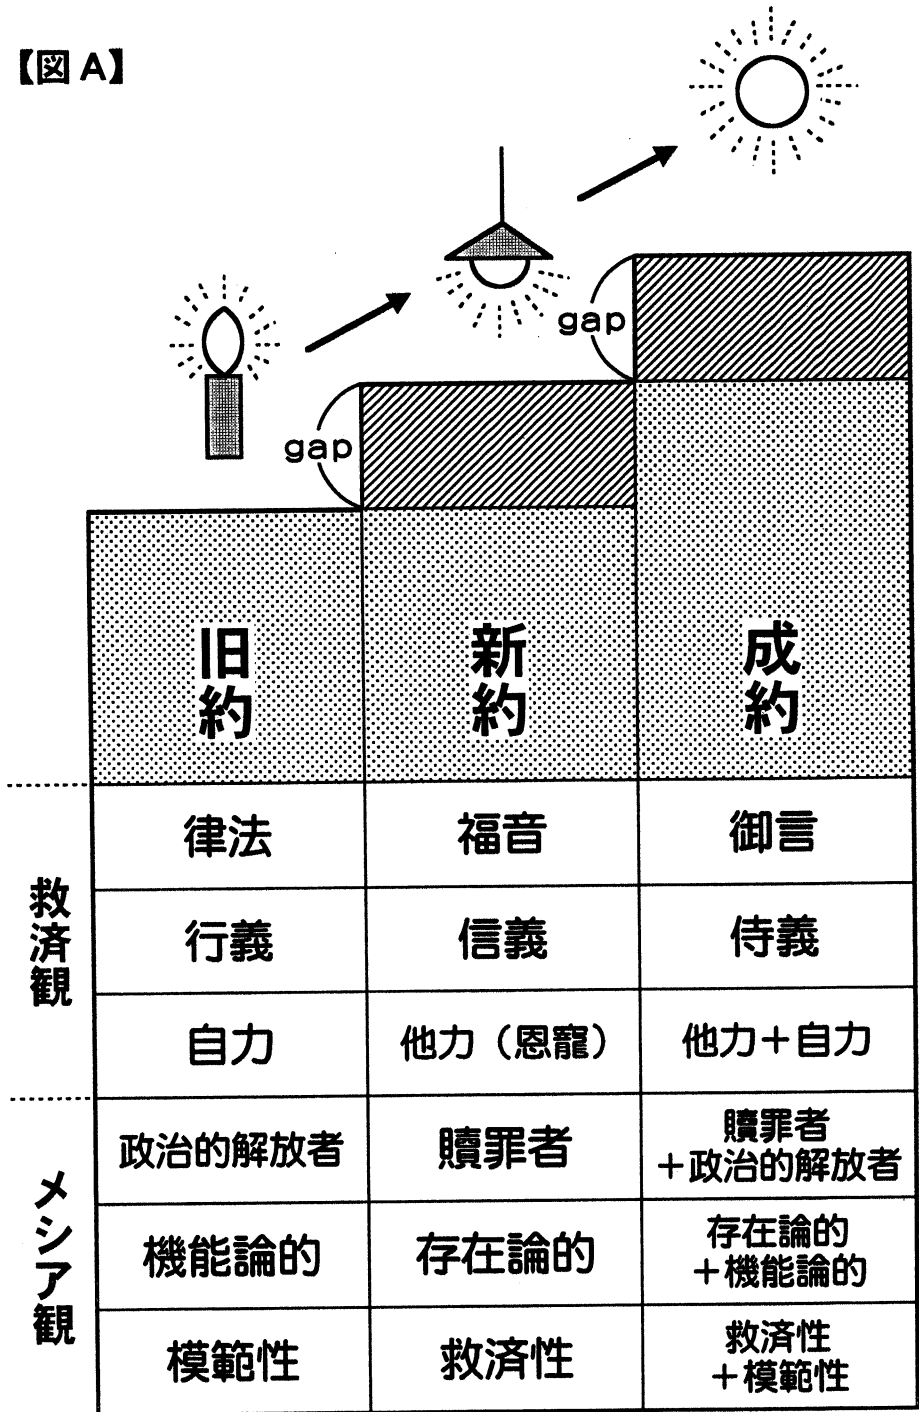 【図A】
gap
gap
旧約
新約
成約
救済観
律法
福音
御言
行義
信義
侍義
自力
他力（恩寵）
他力＋自力
メシア観
政治的解放者
贖罪者
贖罪者
＋政治的解放者
機能論的
存在論的
存在論的
＋機能論的
模範性
救済性
救済性
＋模範性